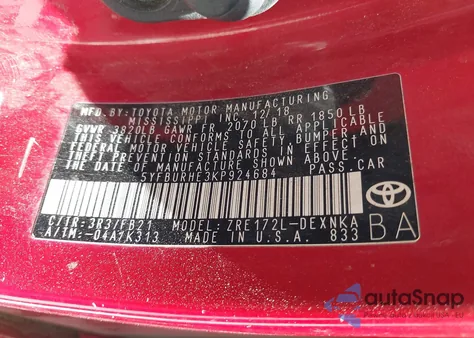 MFD. BY: TOYOTA MOTOR MANUFACTURING
MISSISSIPPI INC. 12/18
GVWR 3820LB GAWR FR 2070LB RR 1850LB
THIS VEHICLE CONFORMS TO ALL APPLICABLE
FEDERAL MOTOR VEHICLE SAFETY, BUMPER AND
THEFT PREVENTION STANDARDS IN EFFECT ON
THE DATE OF MANUFACTURE SHOWN ABOVE.
5YFBURHE3KP924684 PASS. CAR
C/TR-3R3/FB21 MODEL: ZRE172L-DEXNKA
A/TM-04A/K313 MADE IN U.S.A. 833
TOYOTA
BA
autoSnap